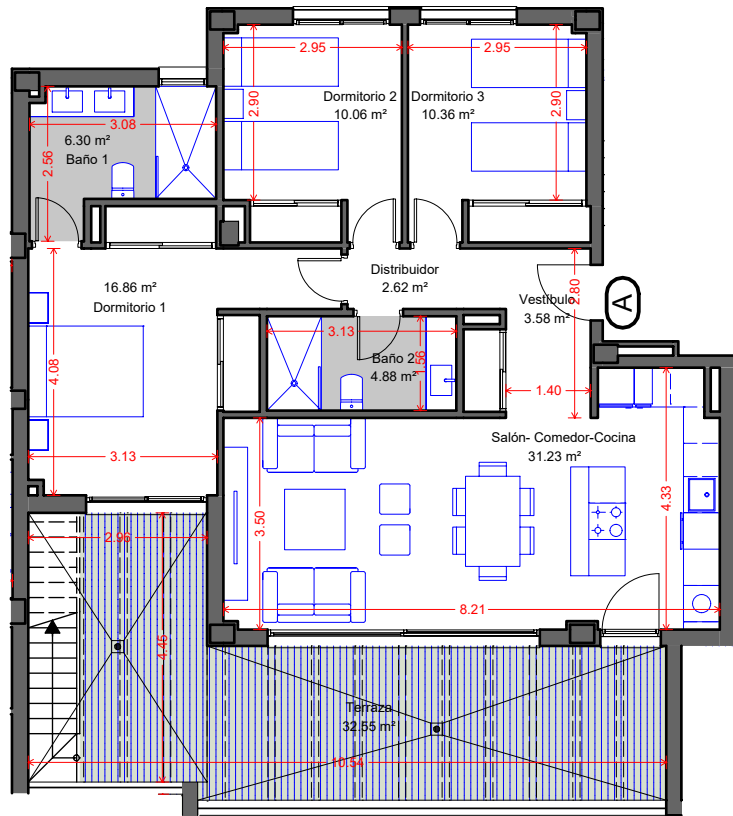 2.95
2.95
Dormitorio 2
10.06 m²
Dormitorio 3
10.36 m²
2.90
2.90
3.08
6.30 m²
Baño 1
2.56
16.86 m²
Dormitorio 1
Distribuidor
2.62 m²
Vestíbulo
3.58 m²
2.80
A
3.13
Baño 2
4.88 m²
1.56
4.08
1.40
3.13
Salón- Comedor-Cocina
31.23 m²
3.50
4.33
2.96
8.21
4.45
Terraza
32.55 m²
10.54